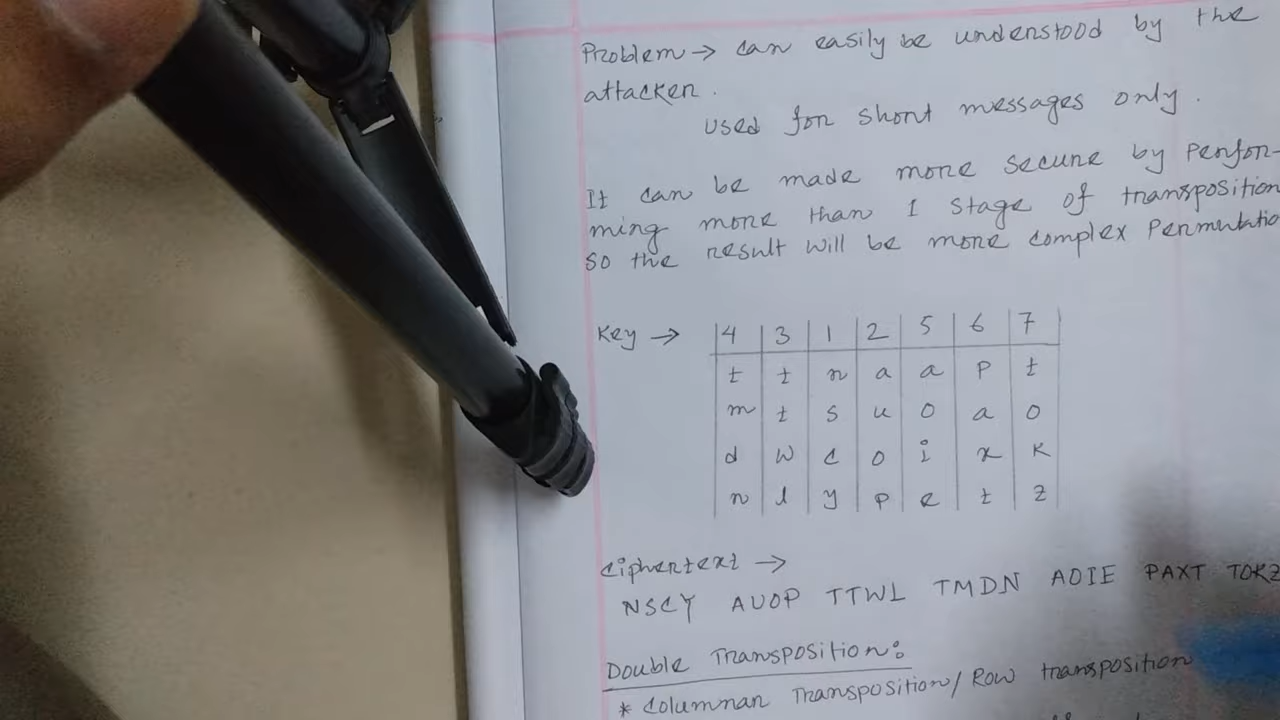 Problem → can easily be understood by the
attacker.
used for short messages only.
It can be made more secure by perfor-
ming more than 1 stage of transposition
so the result will be more complex permutatio
Key → 4 3 1 2 5 6 7
t t n a a p t
m t s u o a o
d w c o i x k
n l y p e t z
ciphertext →
NSCY AUOP TTWL TMDN AOIE PAXT TOKZ
Double Transposition:
* Columnar Transposition/Row transposition